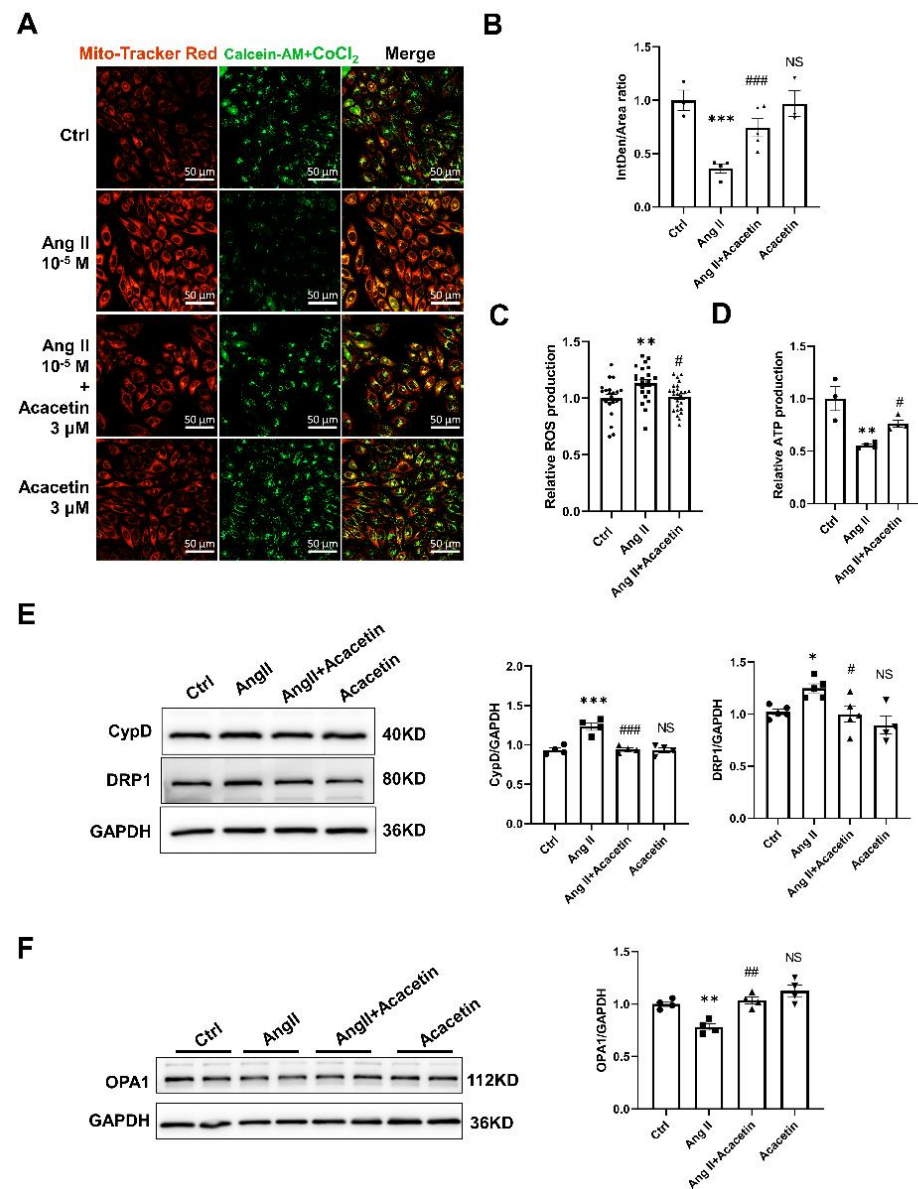 A
Mito-Tracker Red Calcein-AM+CoCl₂ Merge
Ctrl
50 µm 50 µm 50 µm
Ang II
10⁻⁵ M
50 µm 50 µm 50 µm
Ang II
10⁻⁵ M
+
Acacetin
3 µM
50 µm 50 µm 50 µm
Acacetin
3 µM
50 µm 50 µm 50 µm
B
IntDen/Area ratio
1.5
1.0
0.5
0.0
***
###
NS
Ctrl
Ang II
Ang II+Acacetin
Acacetin
C
Relative ROS production
1.5
1.0
0.5
0.0
**
#
Ctrl
Ang II
Ang II+Acacetin
D
Relative ATP production
1.5
1.0
0.5
0.0
**
#
Ctrl
Ang II
Ang II+Acacetin
E
Ctrl AngII AngII+Acacetin Acacetin
CypD 40KD
DRP1 80KD
GAPDH 36KD
CypD/GAPDH
2.0
1.5
1.0
0.5
0.0
***
###
NS
Ctrl
Ang II
Ang II+Acacetin
Acacetin
DRP1/GAPDH
1.5
1.0
0.5
0.0
*
#
NS
Ctrl
Ang II
Ang II+Acacetin
Acacetin
F
Ctrl AngII AngII+Acacetin Acacetin
OPA1 112KD
GAPDH 36KD
OPA1/GAPDH
1.5
1.0
0.5
0.0
**
##
NS
Ctrl
Ang II
Ang II+Acacetin
Acacetin